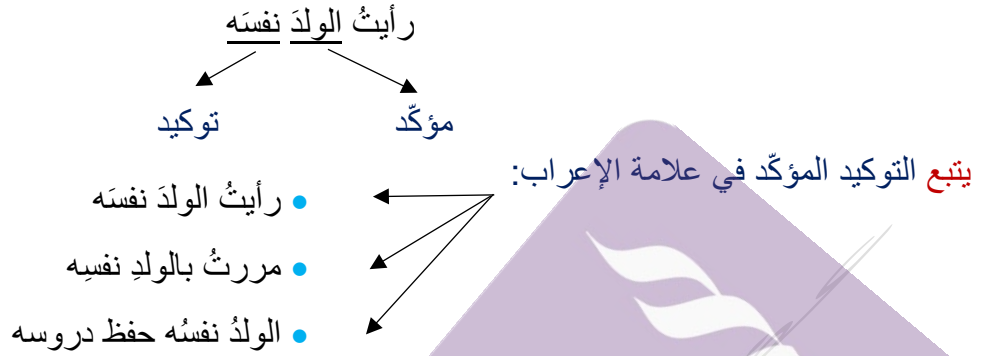 رأيتُ الولدَ نفسَه
مؤكّد
توكيد
يتبع التوكيد المؤكّد في علامة الإعراب:
• رأيتُ الولدَ نفسَه
• مررتُ بالولدِ نفسِه
• الولدُ نفسُه حفظ دروسه